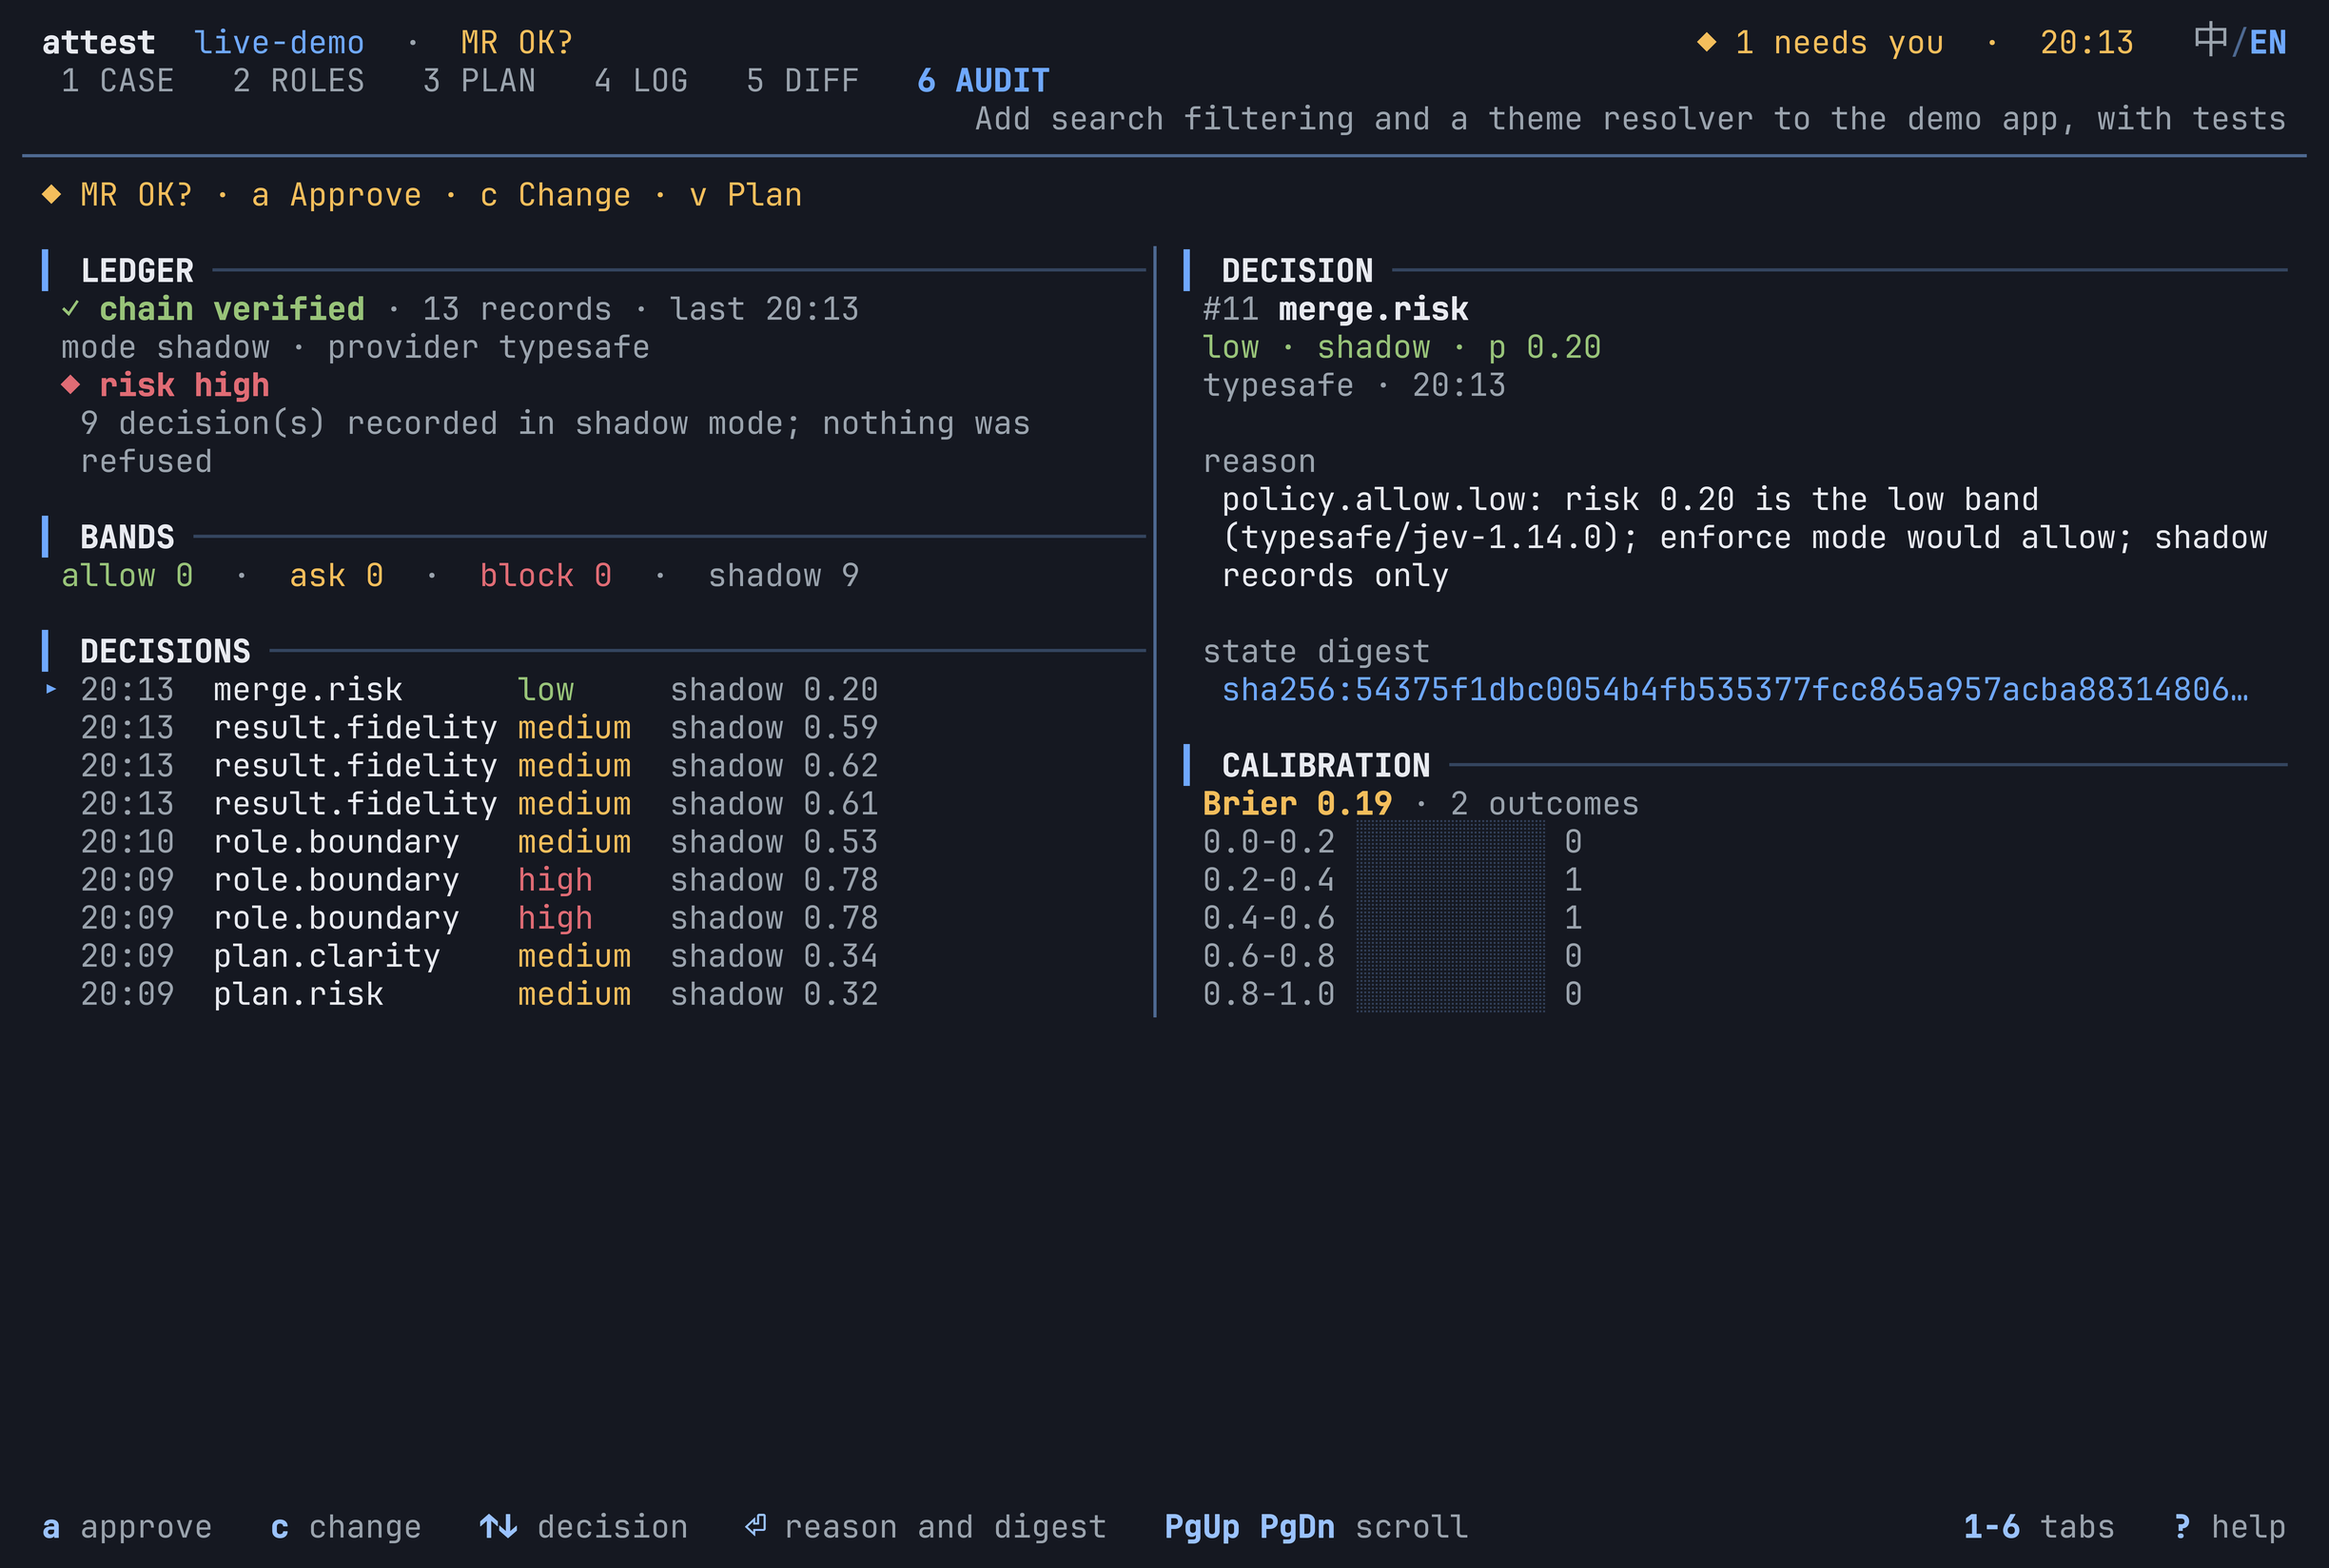 attest live-demo · MR OK? ◆ 1 needs you · 20:13 中/EN
1 CASE 2 ROLES 3 PLAN 4 LOG 5 DIFF 6 AUDIT
Add search filtering and a theme resolver to the demo app, with tests
◆ MR OK? · a Approve · c Change · v Plan
LEDGER
✓ chain verified · 13 records · last 20:13
mode shadow · provider typesafe
◆ risk high
9 decision(s) recorded in shadow mode; nothing was
refused
BANDS
allow 0 · ask 0 · block 0 · shadow 9
DECISIONS
▸ 20:13 merge.risk low shadow 0.20
20:13 result.fidelity medium shadow 0.59
20:13 result.fidelity medium shadow 0.62
20:13 result.fidelity medium shadow 0.61
20:10 role.boundary medium shadow 0.53
20:09 role.boundary high shadow 0.78
20:09 role.boundary high shadow 0.78
20:09 plan.clarity medium shadow 0.34
20:09 plan.risk medium shadow 0.32
DECISION
#11 merge.risk
low · shadow · p 0.20
typesafe · 20:13
reason
policy.allow.low: risk 0.20 is the low band
(typesafe/jev-1.14.0); enforce mode would allow; shadow
records only
state digest
sha256:54375f1dbc0054b4fb535377fcc865a957acba88314806…
CALIBRATION
Brier 0.19 · 2 outcomes
0.0-0.2 0
0.2-0.4 1
0.4-0.6 1
0.6-0.8 0
0.8-1.0 0
a approve c change ↑↓ decision ⏎ reason and digest PgUp PgDn scroll 1-6 tabs ? help